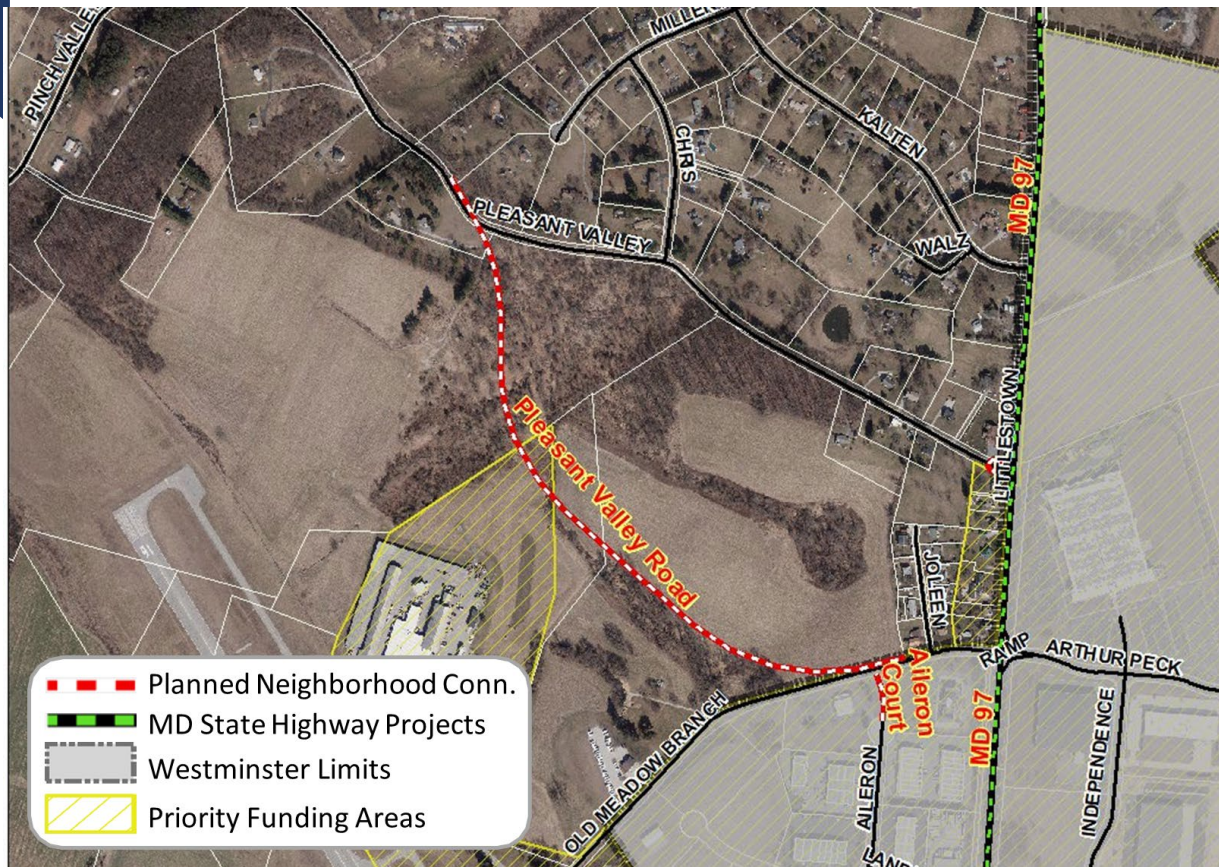 PINCH VALLEY
MILLER
KALTEN
CHRIS
MD 97
PLEASANT VALLEY
WALZ
LITTLESTOWN
Pleasant Valley Road
JOLEEN
RAMP
ARTHUR PECK
Aileron
Court
MD 97
INDEPENDENCE
OLD MEADOW BRANCH
AILERON
Planned Neighborhood Conn.
MD State Highway Projects
Westminster Limits
Priority Funding Areas